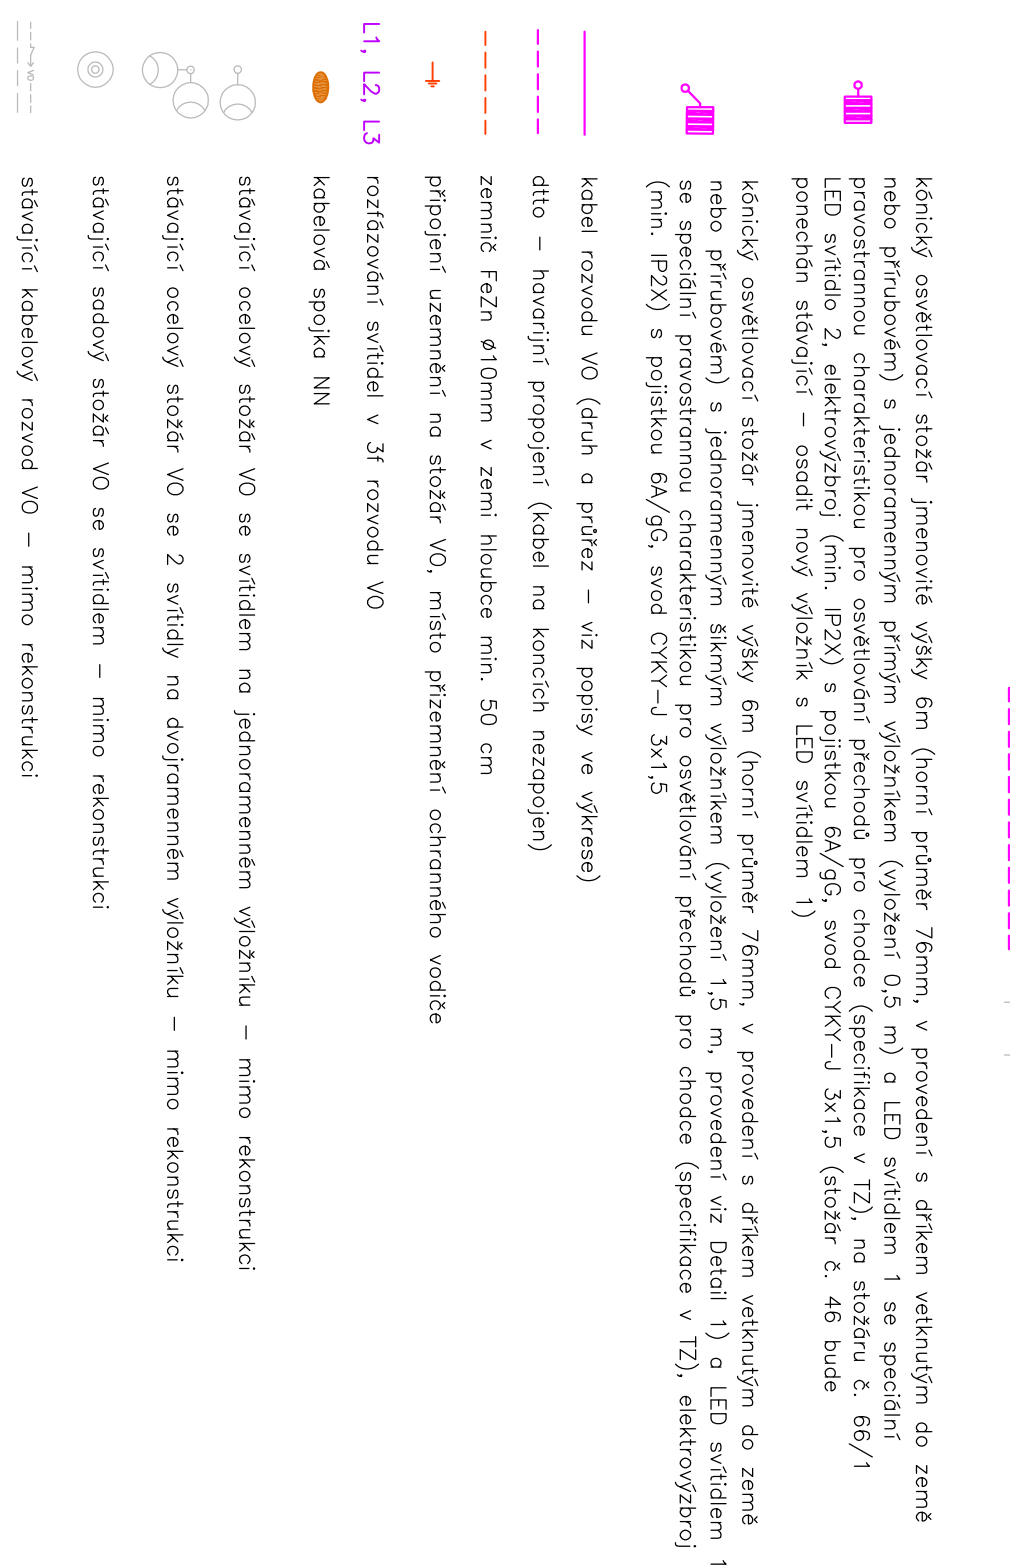 kónický osvětlovací stožár jmenovité výšky 6m (horní průměr 76mm, v provedení s dříkem vetknutým do země
nebo přírubovém) s jednoramenným přímým výložníkem (vyložení 0,5 m) a LED svítidlem 1 se speciální
pravostrannou charakteristikou pro osvětlování přechodů pro chodce (specifikace v TZ), na stožáru č. 66/1
LED svítidlo 2, elektrovýzbroj (min. IP2X) s pojistkou 6A/gG, svod CYKY–J 3x1,5 (stožár č. 46 bude
ponechán stávající – osadit nový výložník s LED svítidlem 1)
kónický osvětlovací stožár jmenovité výšky 6m (horní průměr 76mm, v provedení s dříkem vetknutým do země
nebo přírubovém) s jednoramenným šikmým výložníkem (vyložení 1,5 m, provedení viz Detail 1) a LED svítidlem 1
se speciální pravostrannou charakteristikou pro osvětlování přechodů pro chodce (specifikace v TZ), elektrovýzbroj
(min. IP2X) s pojistkou 6A/gG, svod CYKY–J 3x1,5
kabel rozvodu VO (druh a průřez – viz popisy ve výkrese)
dtto – havarijní propojení (kabel na koncích nezapojen)
zemnič FeZn ø10mm v zemi hloubce min. 50 cm
připojení uzemnění na stožár VO, místo přizemnění ochranného vodiče
L1, L2, L3 rozfázování svítidel v 3f rozvodu VO
kabelová spojka NN
stávající ocelový stožár VO se svítidlem na jednoramenném výložníku – mimo rekonstrukci
stávající ocelový stožár VO se 2 svítidly na dvojramenném výložníku – mimo rekonstrukci
stávající sadový stožár VO se svítidlem – mimo rekonstrukci
VO stávající kabelový rozvod VO – mimo rekonstrukci